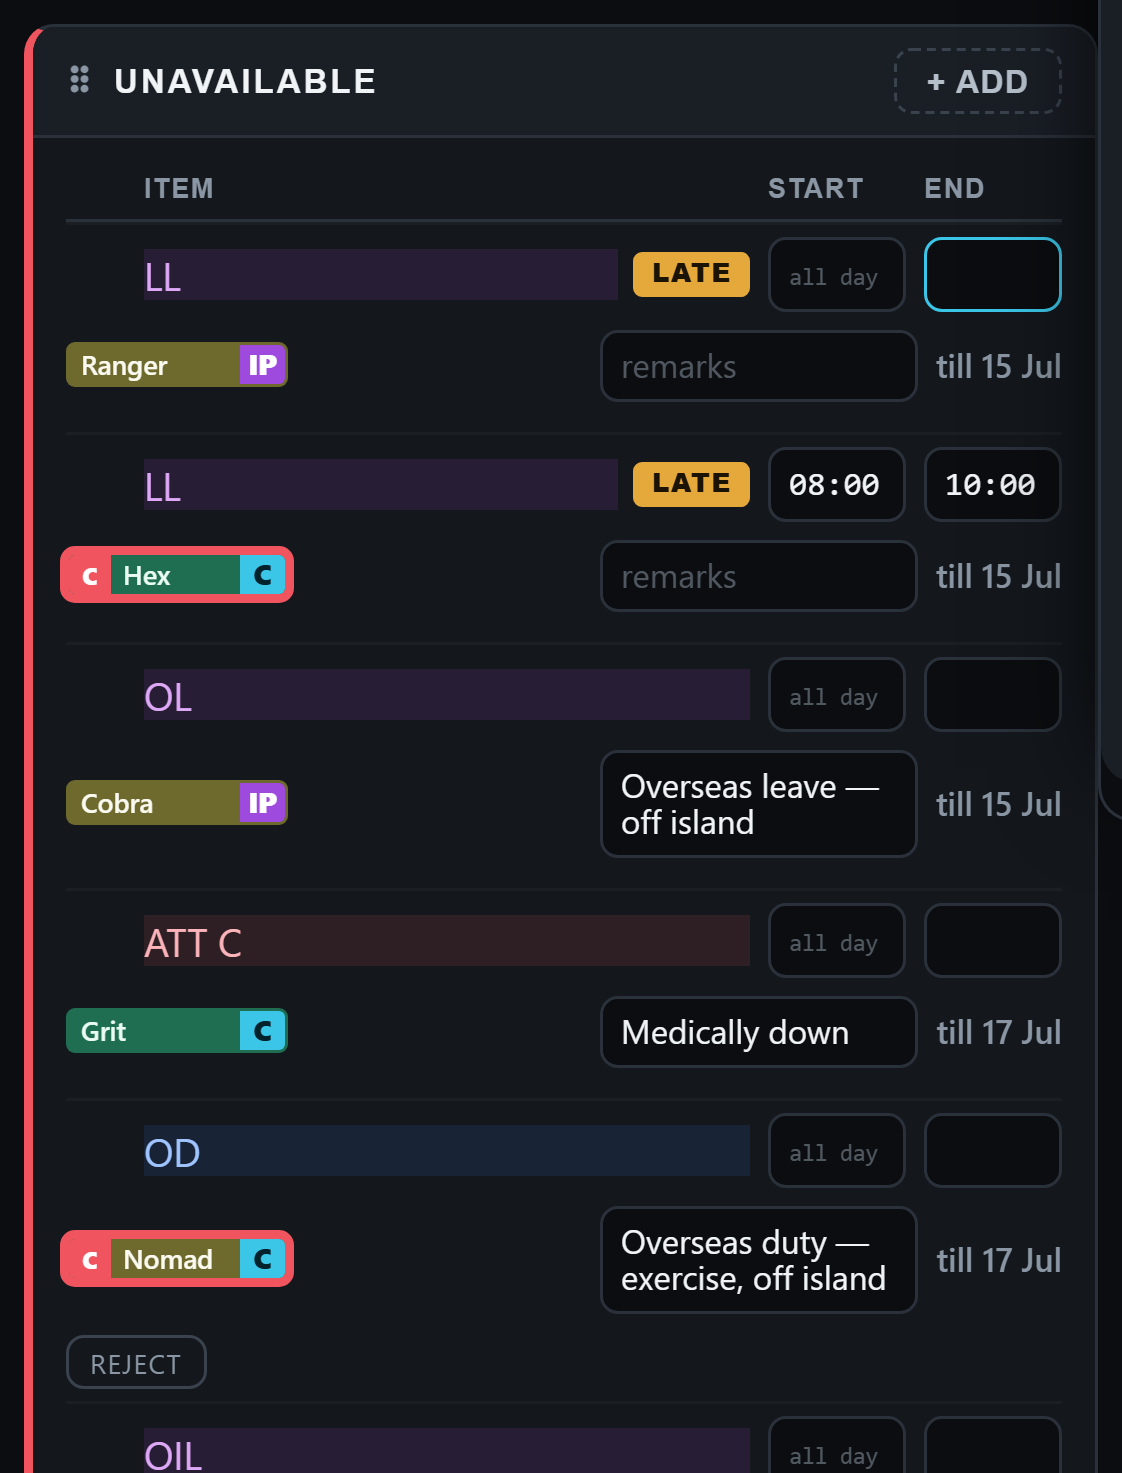 UNAVAILABLE
+ ADD
ITEM START END
LL LATE all day
Ranger IP remarks till 15 Jul
LL LATE 08:00 10:00
C Hex C remarks till 15 Jul
OL all day
Cobra IP Overseas leave — till 15 Jul
off island
ATT C all day
Grit C Medically down till 17 Jul
OD all day
C Nomad C Overseas duty — till 17 Jul
exercise, off island
REJECT
OIL all day